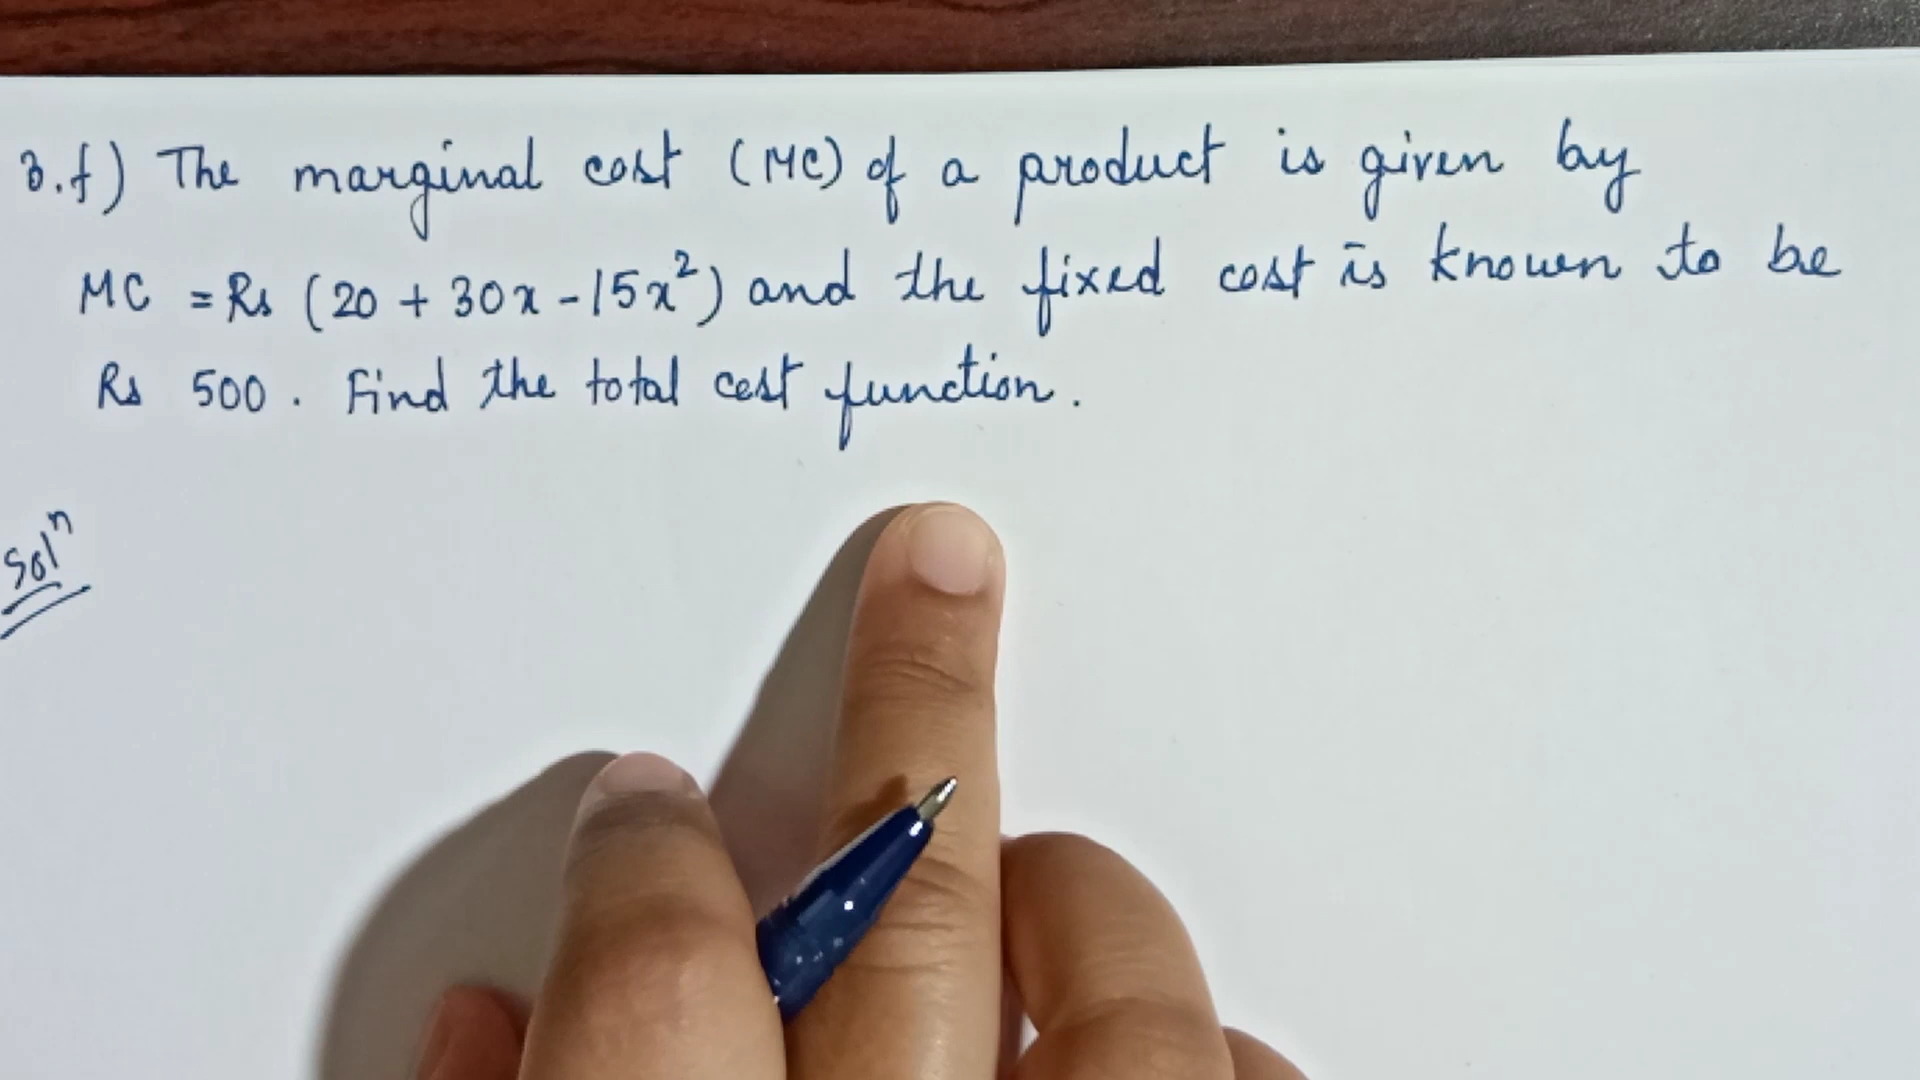 3.f) The marginal cost (MC) of a product is given by
MC = Rs (20 + 30x - 15x²) and the fixed cost is known to be
Rs 500. Find the total cost function.
Solⁿ